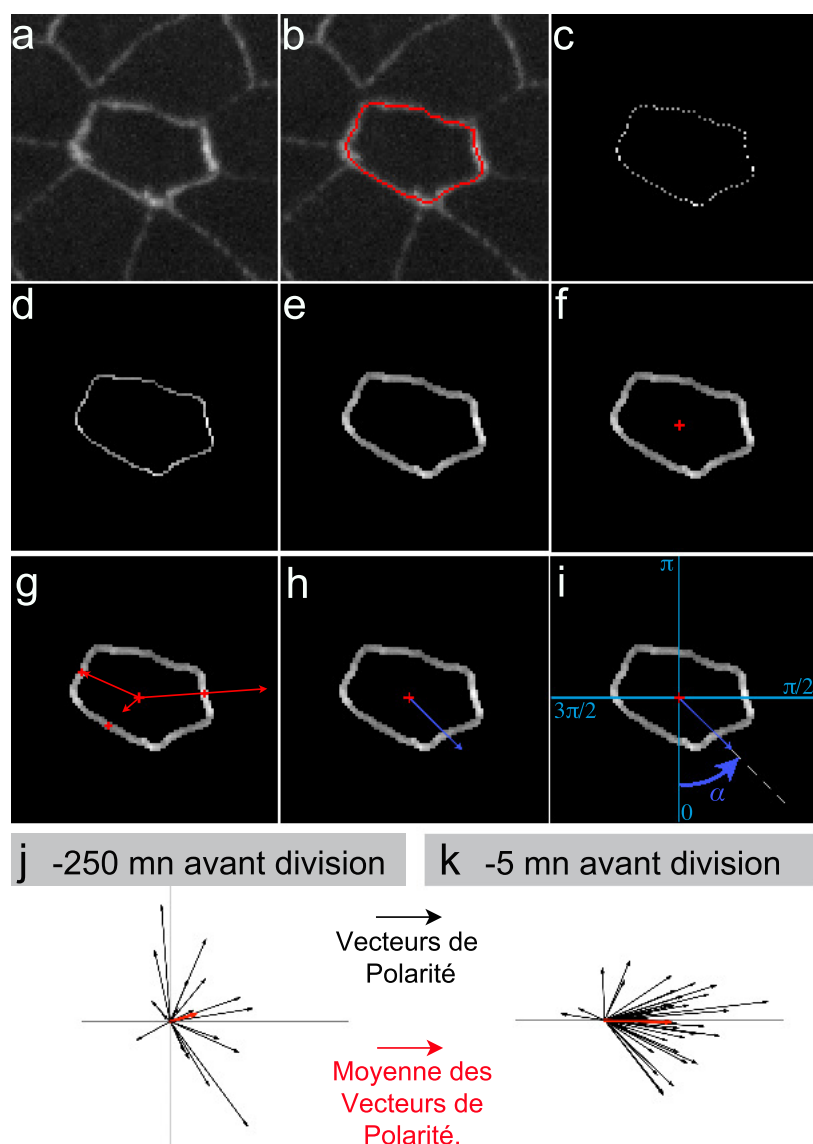 a
b
c
d
e
f
g
h
i
π
π/2
3π/2
α
0
j -250 mn avant division
k -5 mn avant division
Vecteurs de
Polarité
Moyenne des
Vecteurs de
Polarité.